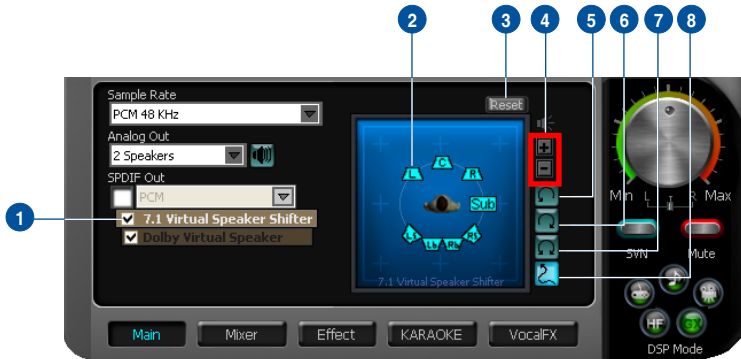 1 2 3 4 5 6 7 8
Sample Rate
PCM 48 KHz
Analog Out
2 Speakers
SPDIF Out
PCM
7.1 Virtual Speaker Shifter
Dolby Virtual Speaker
Reset
L C R
Sub
Ls Lb Rb Rs
7.1 Virtual Speaker Shifter
Min L R Max
SVN Mute
HF GX
DSP Mode
Main Mixer Effect KARAOKE VocalFX